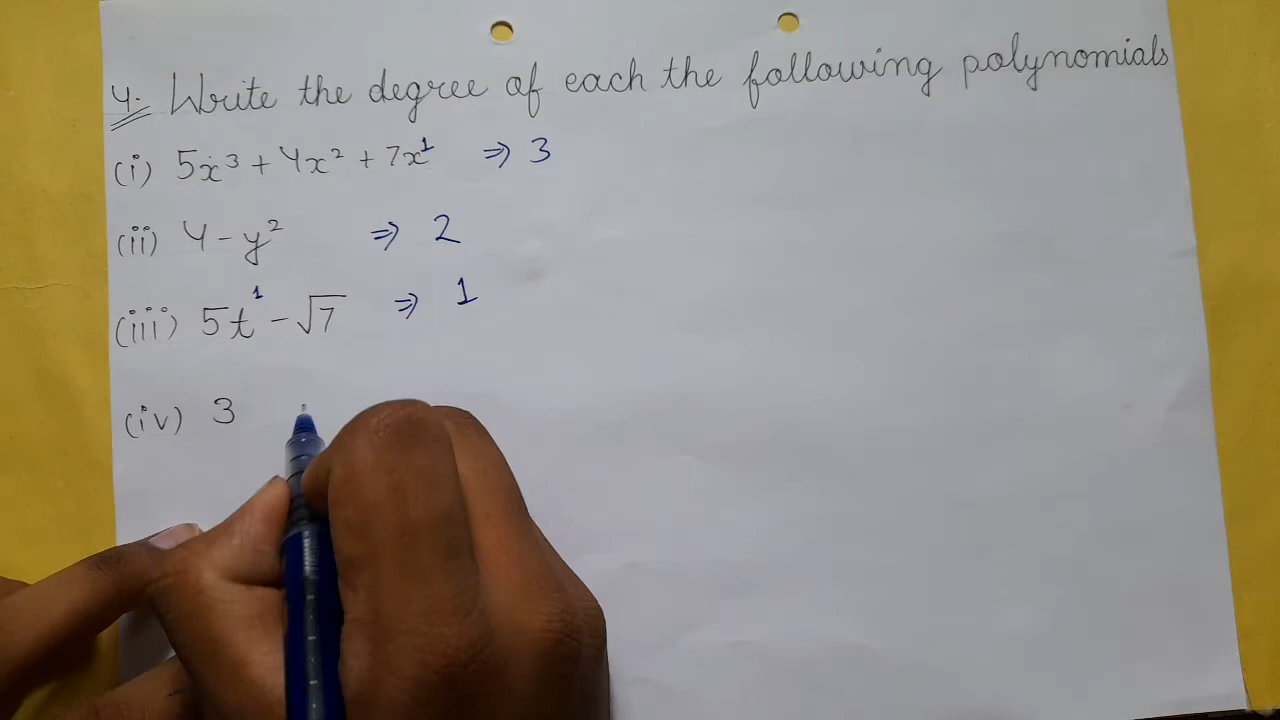 4. Write the degree of each the following polynomials
(i) 5x³ + 4x² + 7x¹ ⇒ 3
(ii) 4 - y² ⇒ 2
(iii) 5t¹ - √7 ⇒ 1
(iv) 3